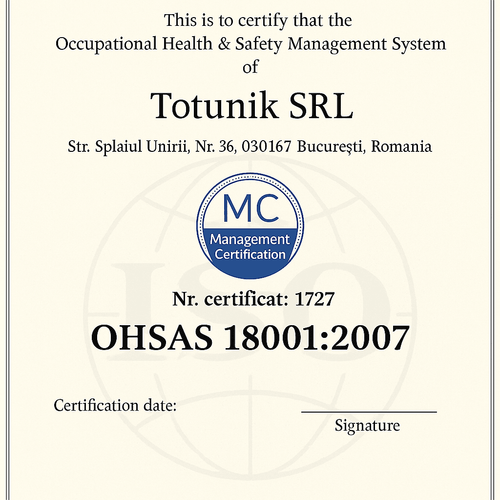 This is to certify that the
Occupational Health & Safety Management System
of
Totunik SRL
Str. Splaiul Unirii, Nr. 36, 030167 București, Romania
MC
Management
Certification
ISO
Nr. certificat: 1727
OHSAS 18001:2007
Certification date:
Signature